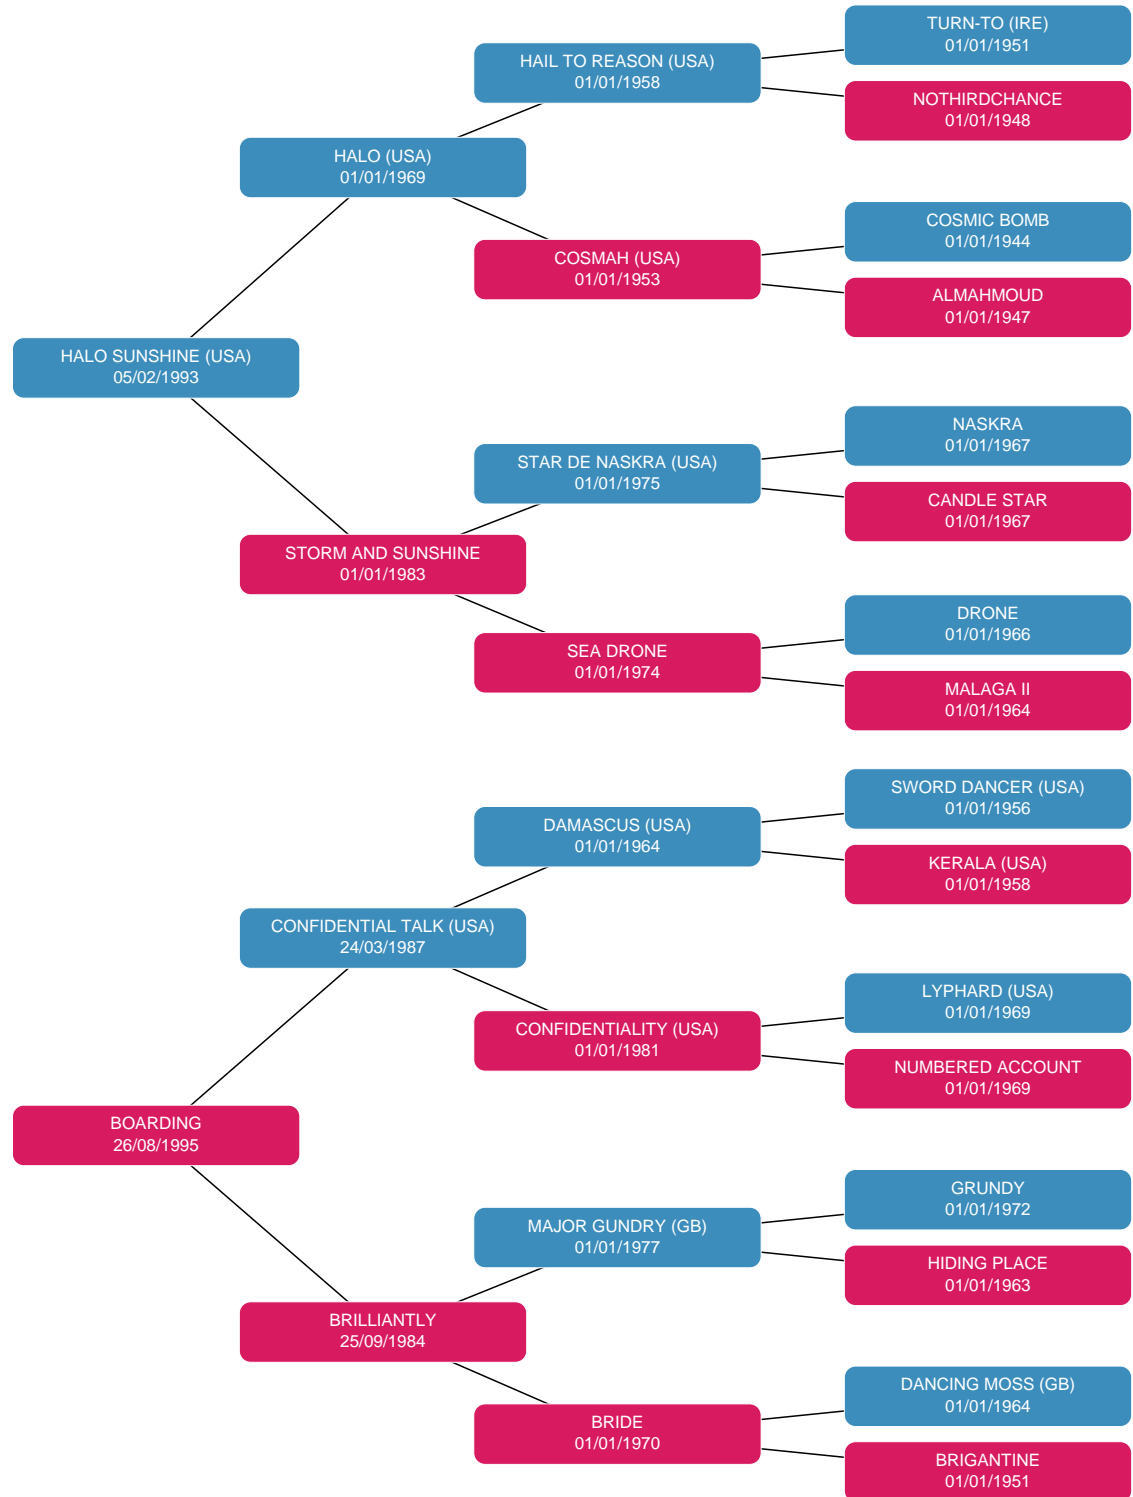 TURN-TO (IRE)
01/01/1951
HAIL TO REASON (USA)
01/01/1958
NOTHIRDCHANCE
01/01/1948
HALO (USA)
01/01/1969
COSMIC BOMB
01/01/1944
COSMAH (USA)
01/01/1953
ALMAHMOUD
01/01/1947
HALO SUNSHINE (USA)
05/02/1993
NASKRA
01/01/1967
STAR DE NASKRA (USA)
01/01/1975
CANDLE STAR
01/01/1967
STORM AND SUNSHINE
01/01/1983
DRONE
01/01/1966
SEA DRONE
01/01/1974
MALAGA II
01/01/1964
SWORD DANCER (USA)
01/01/1956
DAMASCUS (USA)
01/01/1964
KERALA (USA)
01/01/1958
CONFIDENTIAL TALK (USA)
24/03/1987
LYPHARD (USA)
01/01/1969
CONFIDENTIALITY (USA)
01/01/1981
NUMBERED ACCOUNT
01/01/1969
BOARDING
26/08/1995
GRUNDY
01/01/1972
MAJOR GUNDRY (GB)
01/01/1977
HIDING PLACE
01/01/1963
BRILLIANTLY
25/09/1984
DANCING MOSS (GB)
01/01/1964
BRIDE
01/01/1970
BRIGANTINE
01/01/1951